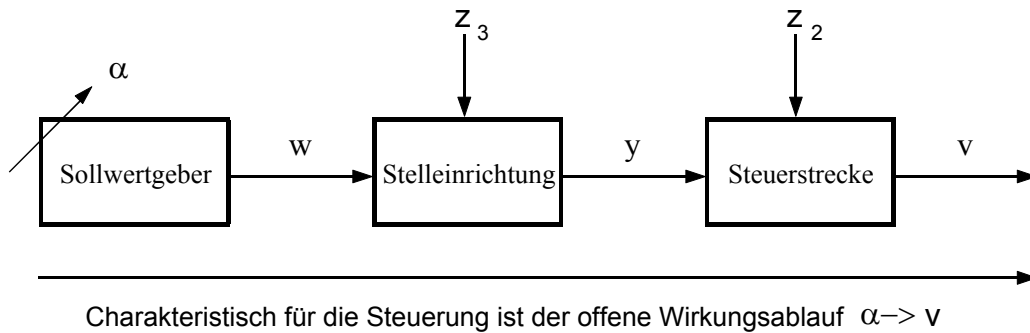 z 3
z 2
α
w
y
v
Sollwertgeber
Stelleinrichtung
Steuerstrecke
Charakteristisch für die Steuerung ist der offene Wirkungsablauf α–> v